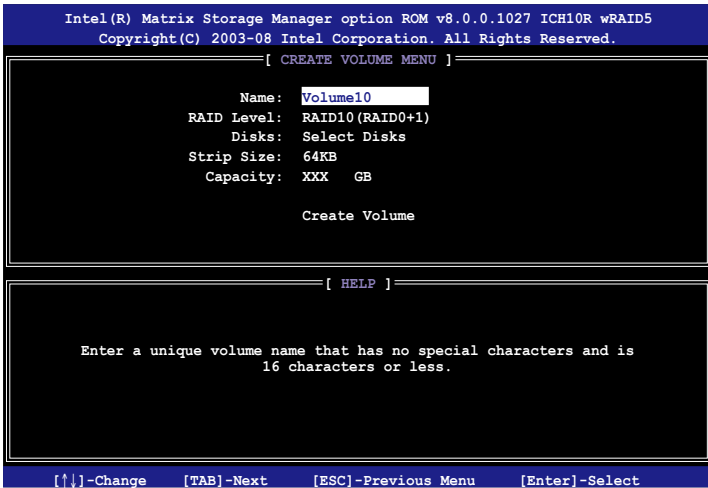 Intel(R) Matrix Storage Manager option ROM v8.0.0.1027 ICH10R wRAID5
Copyright(C) 2003-08 Intel Corporation. All Rights Reserved.
[ CREATE VOLUME MENU ]
Name: Volume10
RAID Level: RAID10(RAID0+1)
Disks: Select Disks
Strip Size: 64KB
Capacity: XXX GB
Create Volume
[ HELP ]
Enter a unique volume name that has no special characters and is
16 characters or less.
[↑↓]-Change [TAB]-Next [ESC]-Previous Menu [Enter]-Select